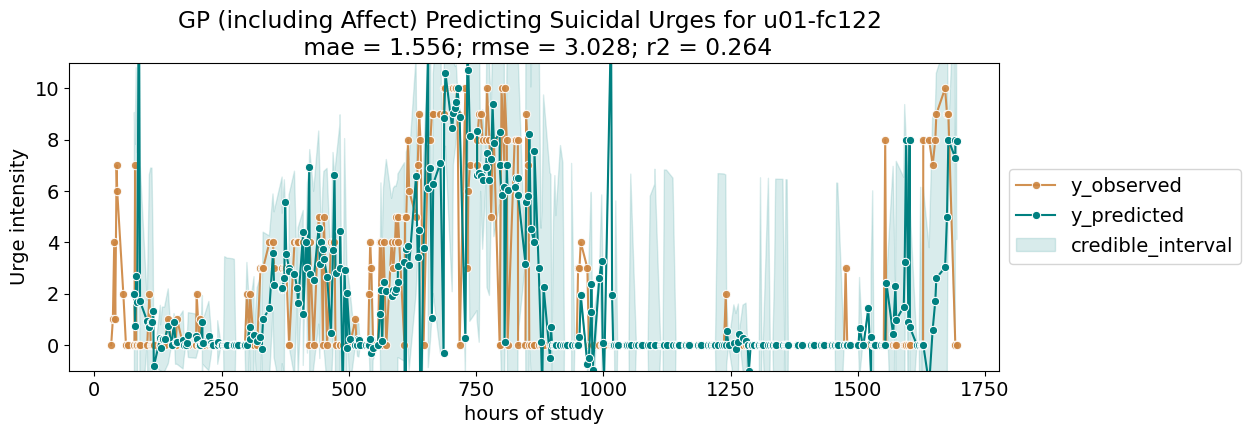 GP (including Affect) Predicting Suicidal Urges for u01-fc122
mae = 1.556; rmse = 3.028; r2 = 0.264
Urge intensity
10
8
6
4
2
0
0
250
500
750
1000
1250
1500
1750
hours of study
y_observed
y_predicted
credible_interval